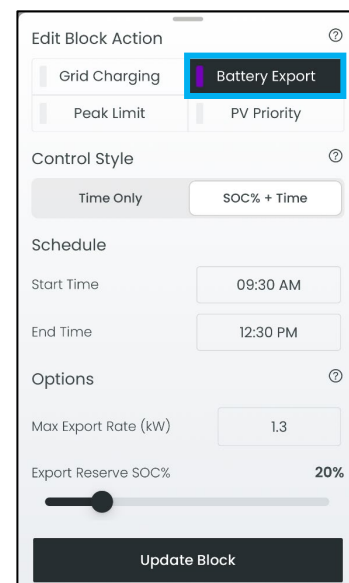 Edit Block Action ?
Grid Charging Battery Export
Peak Limit PV Priority
Control Style ?
Time Only SOC% + Time
Schedule
Start Time 09:30 AM
End Time 12:30 PM
Options ?
Max Export Rate (kW) 1.3
Export Reserve SOC% 20%
Update Block